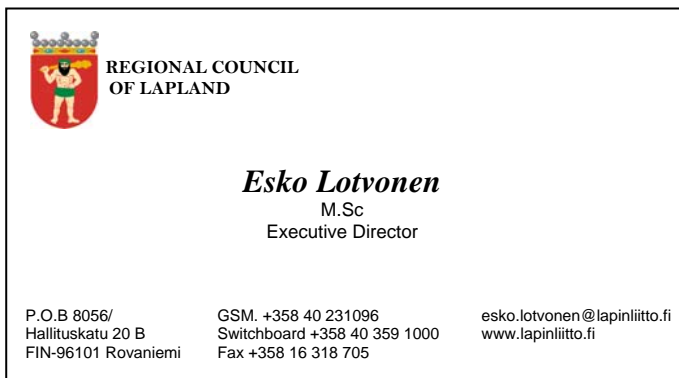 REGIONAL COUNCIL
OF LAPLAND
Esko Lotvonen
M.Sc
Executive Director
P.O.B 8056/
Hallituskatu 20 B
FIN-96101 Rovaniemi
GSM. +358 40 231096
Switchboard +358 40 359 1000
Fax +358 16 318 705
esko.lotvonen@lapinliitto.fi
www.lapinliitto.fi